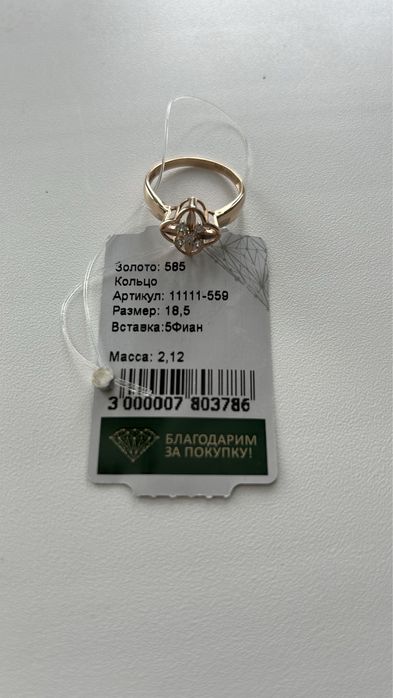 Золото: 585
Кольцо
Артикул: 11111-559
Размер: 18,5
Вставка:5Фиан
Масса: 2,12
3 000007 803786
БЛАГОДАРИМ
ЗА ПОКУПКУ!